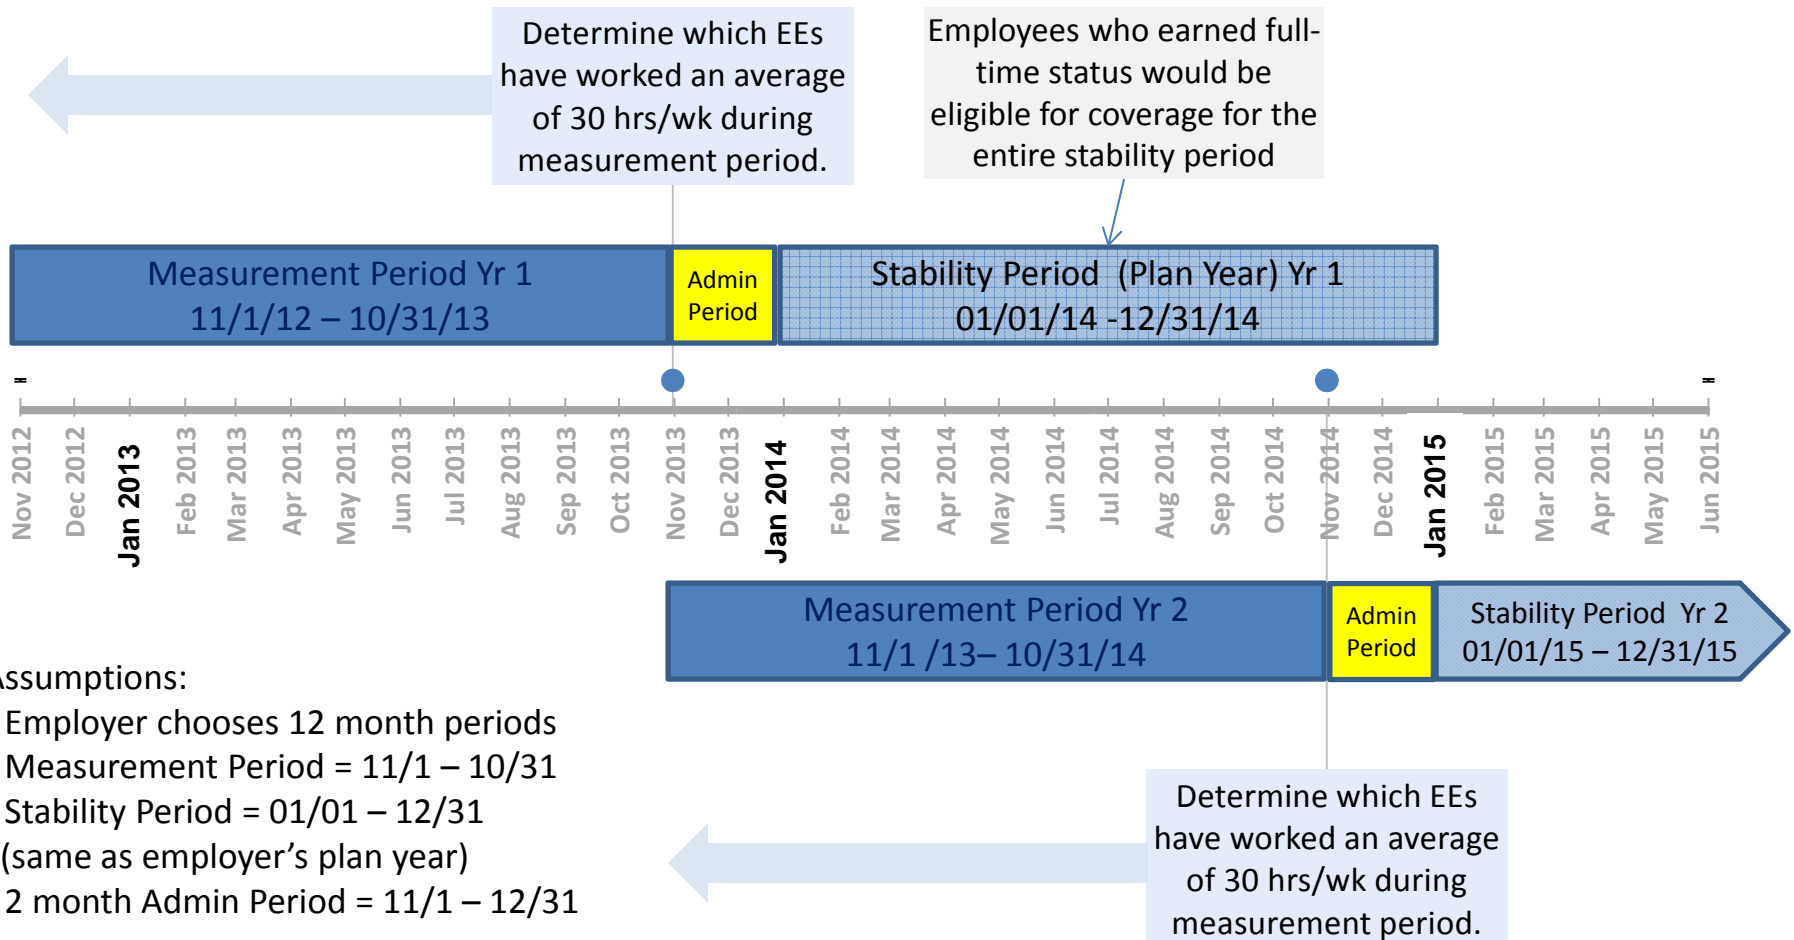 Determine which EEs
have worked an average
of 30 hrs/wk during
measurement period.
Employees who earned full-
time status would be
eligible for coverage for the
entire stability period
Measurement Period Yr 1
11/1/12 – 10/31/13
Admin
Period
Stability Period (Plan Year) Yr 1
01/01/14 -12/31/14
Nov 2012
Dec 2012
Jan 2013
Feb 2013
Mar 2013
Apr 2013
May 2013
Jun 2013
Jul 2013
Aug 2013
Sep 2013
Oct 2013
Nov 2013
Dec 2013
Jan 2014
Feb 2014
Mar 2014
Apr 2014
May 2014
Jun 2014
Jul 2014
Aug 2014
Sep 2014
Oct 2014
Nov 2014
Dec 2014
Jan 2015
Feb 2015
Mar 2015
Apr 2015
May 2015
Jun 2015
Measurement Period Yr 2
11/1 /13– 10/31/14
Admin
Period
Stability Period Yr 2
01/01/15 – 12/31/15
Assumptions:
Employer chooses 12 month periods
Measurement Period = 11/1 – 10/31
Stability Period = 01/01 – 12/31
(same as employer’s plan year)
2 month Admin Period = 11/1 – 12/31
Determine which EEs
have worked an average
of 30 hrs/wk during
measurement period.